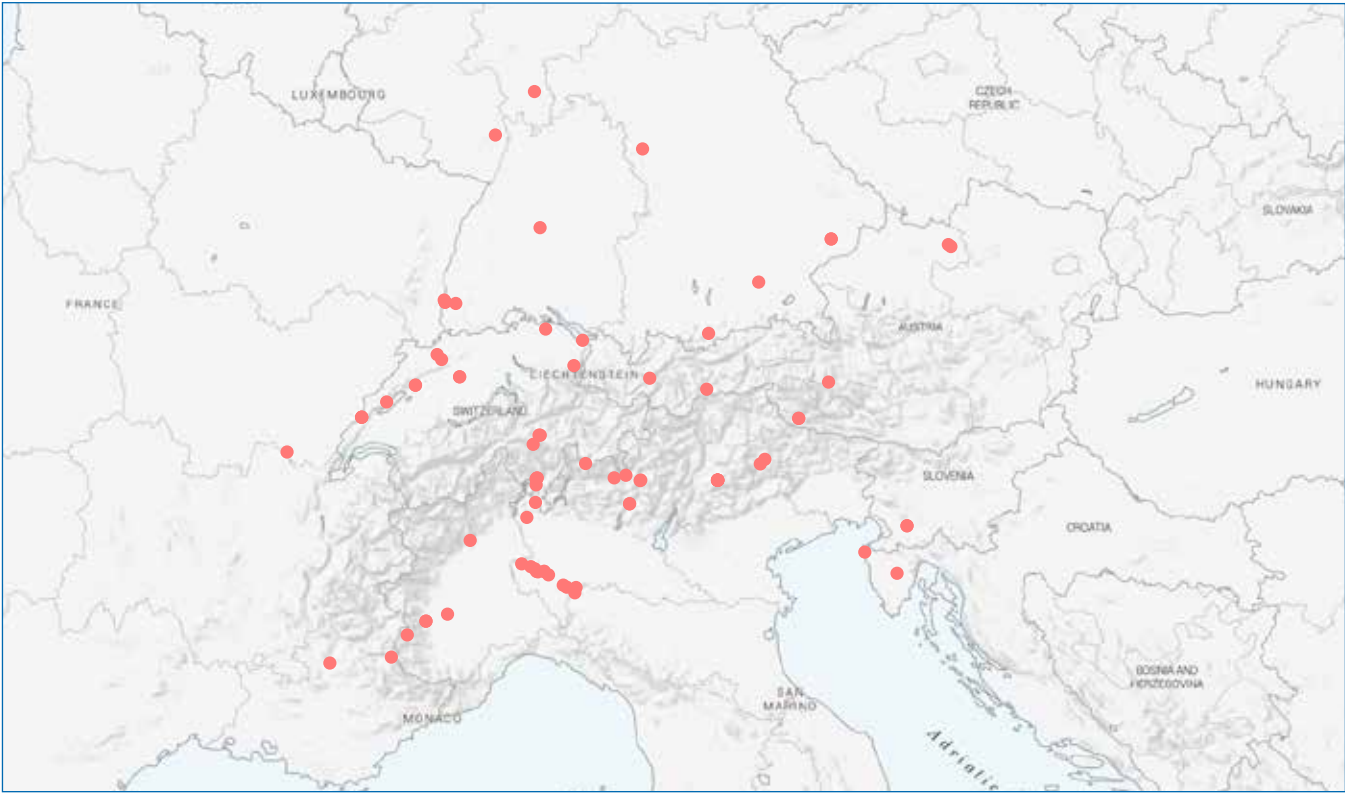 LUXEMBOURG
CZECH
REPUBLIC
SLOVAKIA
FRANCE
AUSTRIA
LIECHTENSTEIN
HUNGARY
SWITZERLAND
SLOVENIA
CROATIA
BOSNIA AND
HERZEGOVINA
SAN
MARINO
MONACO
Adriatic